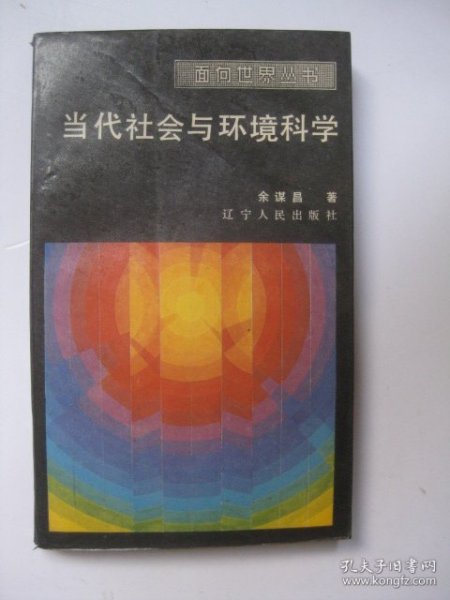 面向世界丛书
当代社会与环境科学
余谋昌 著
辽宁人民出版社
孔夫子旧书网
www.kongfz.com